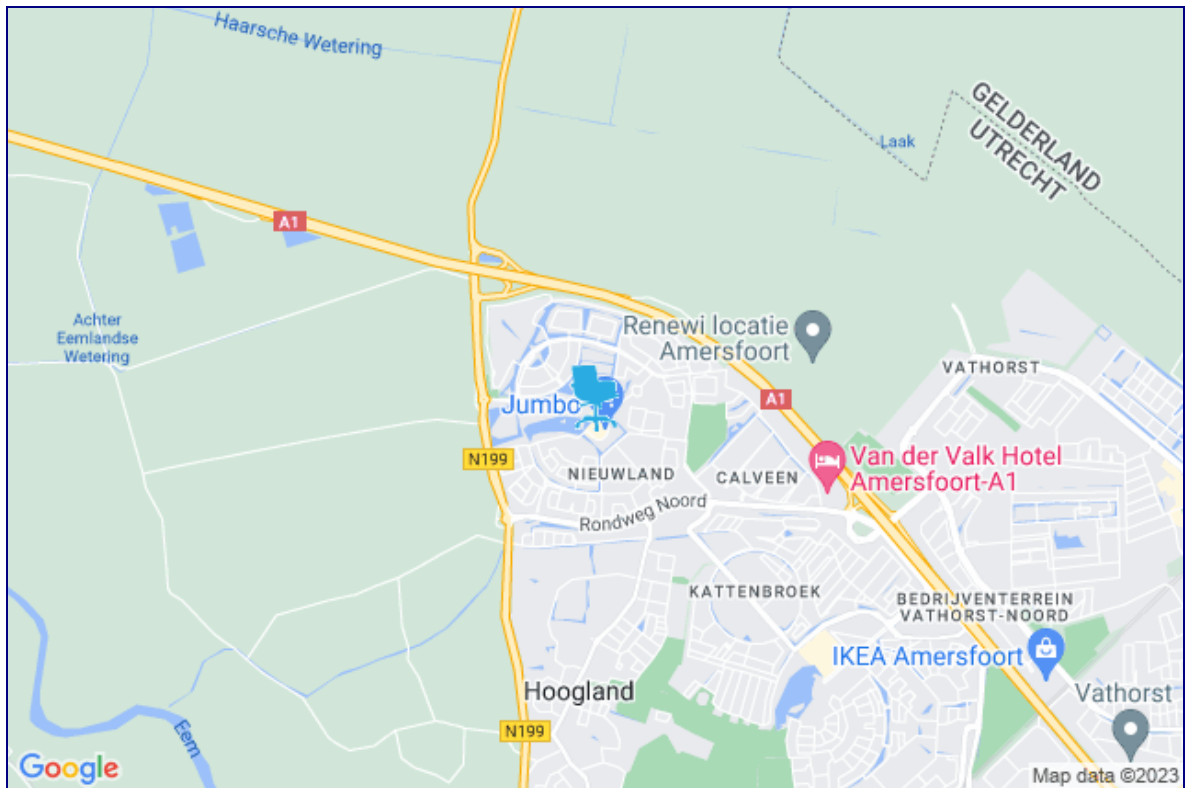 Haarsche Wetering
GELDERLAND
UTRECHT
Laak
A1
Achter
Eemlandse
Wetering
Renewi locatie
Amersfoort
VATHORST
A1
Jumbo
N199
NIEUWLAND
CALVEEN
Van der Valk Hotel
Amersfoort-A1
Rondweg Noord
KATTENBROEK
BEDRIJVENTERREIN
VATHORST-NOORD
IKEA Amersfoort
Hoogland
Vathorst
N199
Eem
Google
Map data ©2023